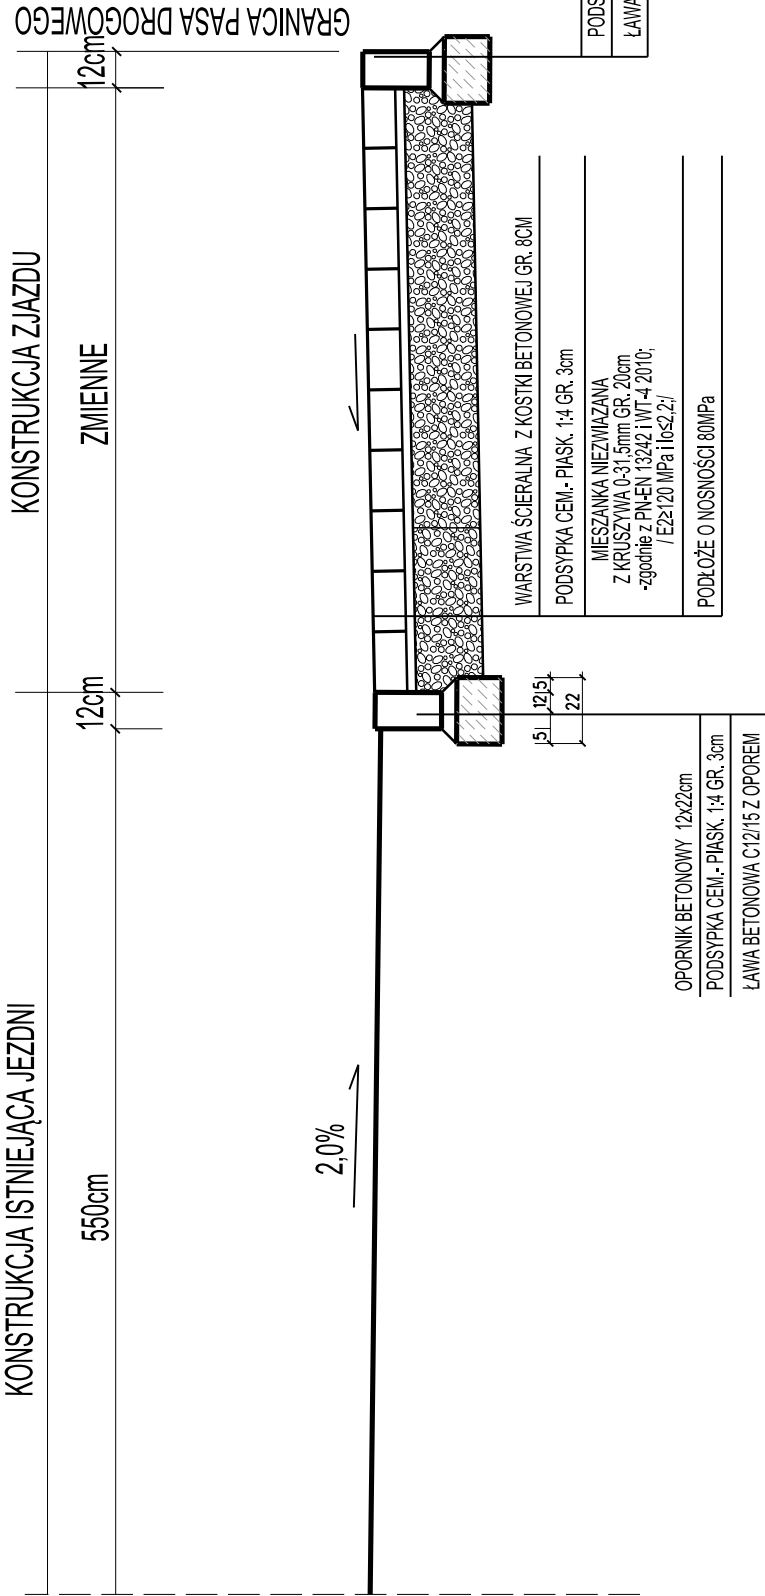 KONSTRUKCJA ISTNIEJĄCA JEZDNI
KONSTRUKCJA ZJAZDU
GRANICA PASA DROGOWEGO
550cm
12cm
ZMIENNE
12cm
2,0%
WARSTWA ŚCIERALNA Z KOSTKI BETONOWEJ GR. 8CM
PODSYPKA CEM.- PIASK. 1:4 GR. 3cm
MIESZANKA NIEZWIĄZANA
Z KRUSZYWA 0-31,5mm GR. 20cm
-zgodnie z PN-EN 13242 i WT-4 2010;
/ E2≥120 MPa i Io≤2,2;/
PODŁOŻE O NOSNOŚCI 80MPa
5 12 5
22
OPORNIK BETONOWY 12x22cm
PODSYPKA CEM.- PIASK. 1:4 GR. 3cm
ŁAWA BETONOWA C12/15 Z OPOREM
PODS
ŁAWA